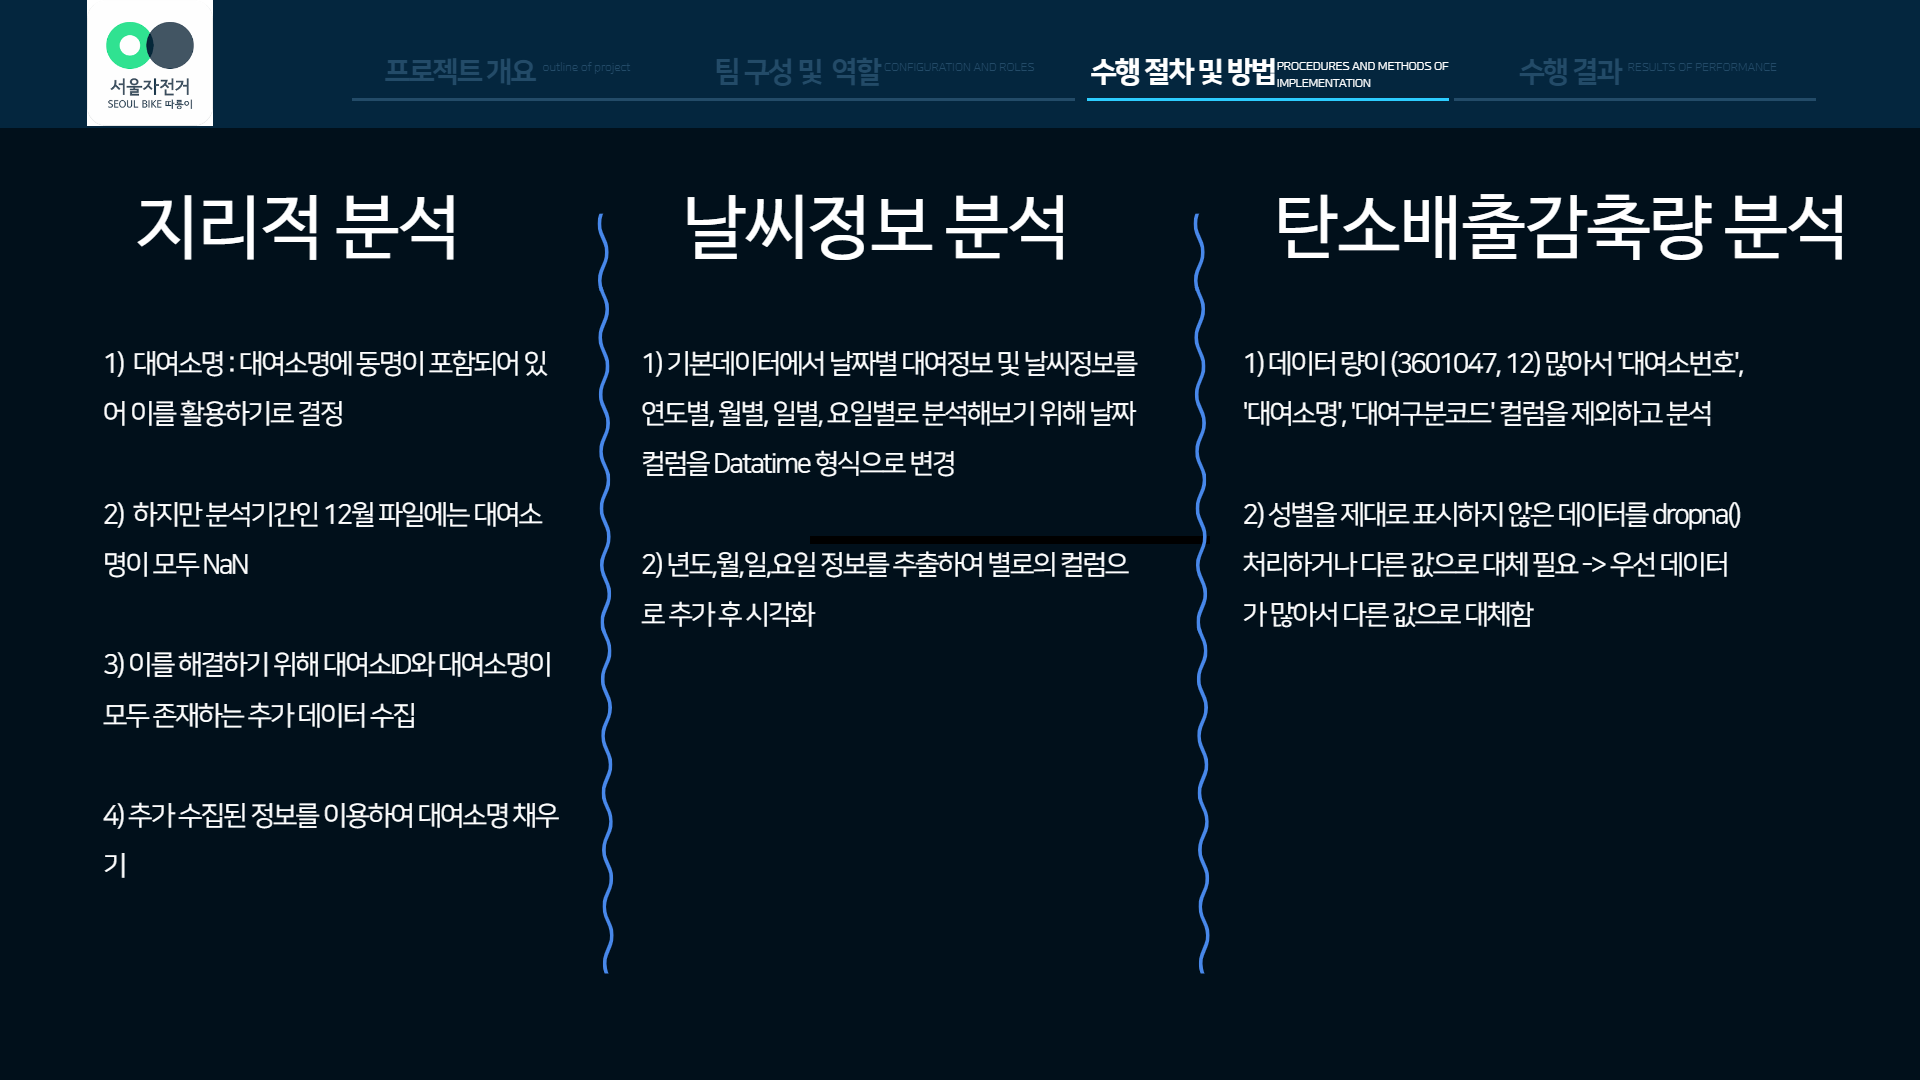 서울자전거
SEOUL BIKE 따릉이
프로젝트 개요 outline of project
팀 구성 및 역할 CONFIGURATION AND ROLES
수행 절차 및 방법 PROCEDURES AND METHODS OF
IMPLEMENTATION
수행 결과 RESULTS OF PERFORMANCE
지리적 분석
1) 대여소명 : 대여소명에 동명이 포함되어 있
어 이를 활용하기로 결정
2) 하지만 분석기간인 12월 파일에는 대여소
명이 모두 NaN
3) 이를 해결하기 위해 대여소ID와 대여소명이
모두 존재하는 추가 데이터 수집
4) 추가 수집된 정보를 이용하여 대여소명 채우
기
날씨정보 분석
1) 기본데이터에서 날짜별 대여정보 및 날씨정보를
연도별, 월별, 일별, 요일별로 분석해보기 위해 날짜
컬럼을 Datatime 형식으로 변경
2) 년도,월,일,요일 정보를 추출하여 별로의 컬럼으
로 추가 후 시각화
탄소배출감축량 분석
1) 데이터 량이 (3601047, 12) 많아서 '대여소번호',
'대여소명', '대여구분코드' 컬럼을 제외하고 분석
2) 성별을 제대로 표시하지 않은 데이터를 dropna()
처리하거나 다른 값으로 대체 필요 -> 우선 데이터
가 많아서 다른 값으로 대체함